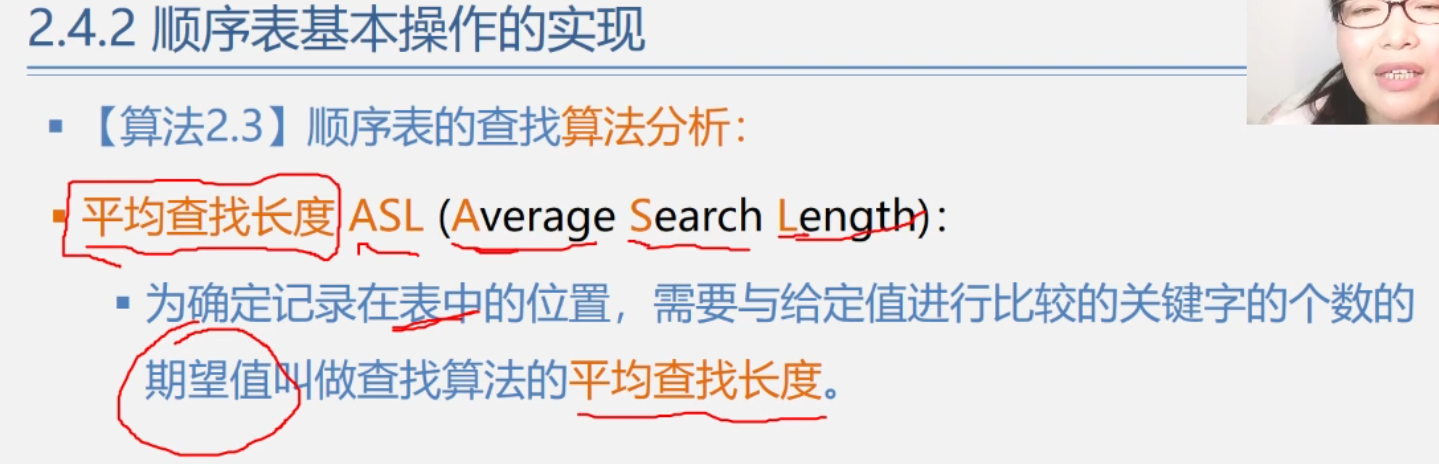 2.4.2 顺序表基本操作的实现
【算法2.3】顺序表的查找算法分析：
平均查找长度 ASL (Average Search Length)：
为确定记录在表中的位置，需要与给定值进行比较的关键字的个数的
期望值叫做查找算法的平均查找长度。